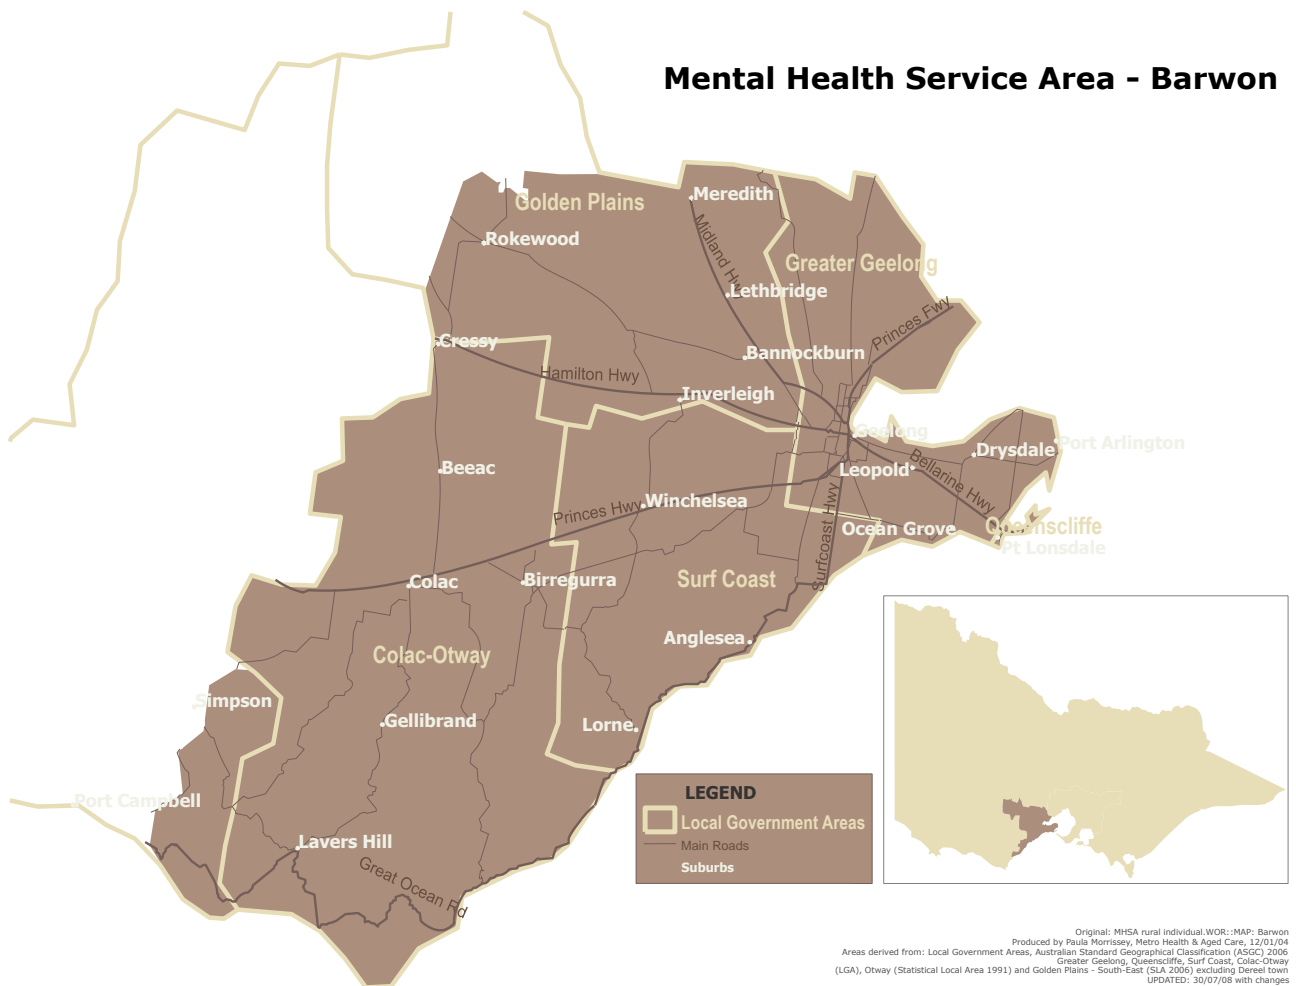 Mental Health Service Area - Barwon
Meredith
Golden Plains
Rokewood
Midland Hwy
Greater Geelong
Lethbridge
Princes Fwy
Cressy
Bannockburn
Hamilton Hwy
Inverleigh
Geelong
Port Arlington
Drysdale
Beeac
Leopold
Bellarine Hwy
Winchelsea
Princes Hwy
Surfcoast Hwy
Ocean Grove
Queenscliffe
Pt Lonsdale
Colac
Birregurra
Surf Coast
Anglesea
Colac-Otway
Simpson
Gellibrand
Lorne
Port Campbell
Lavers Hill
Great Ocean Rd
LEGEND
Local Government Areas
Main Roads
Suburbs
Original: MHSA rural individual.WOR::MAP: Barwon
Produced by Paula Morrissey, Metro Health & Aged Care, 12/01/04
Areas derived from: Local Government Areas, Australian Standard Geographical Classification (ASGC) 2006
Greater Geelong, Queenscliffe, Surf Coast, Colac-Otway
(LGA), Otway (Statistical Local Area 1991) and Golden Plains - South-East (SLA 2006) excluding Dereel town
UPDATED: 30/07/08 with changes